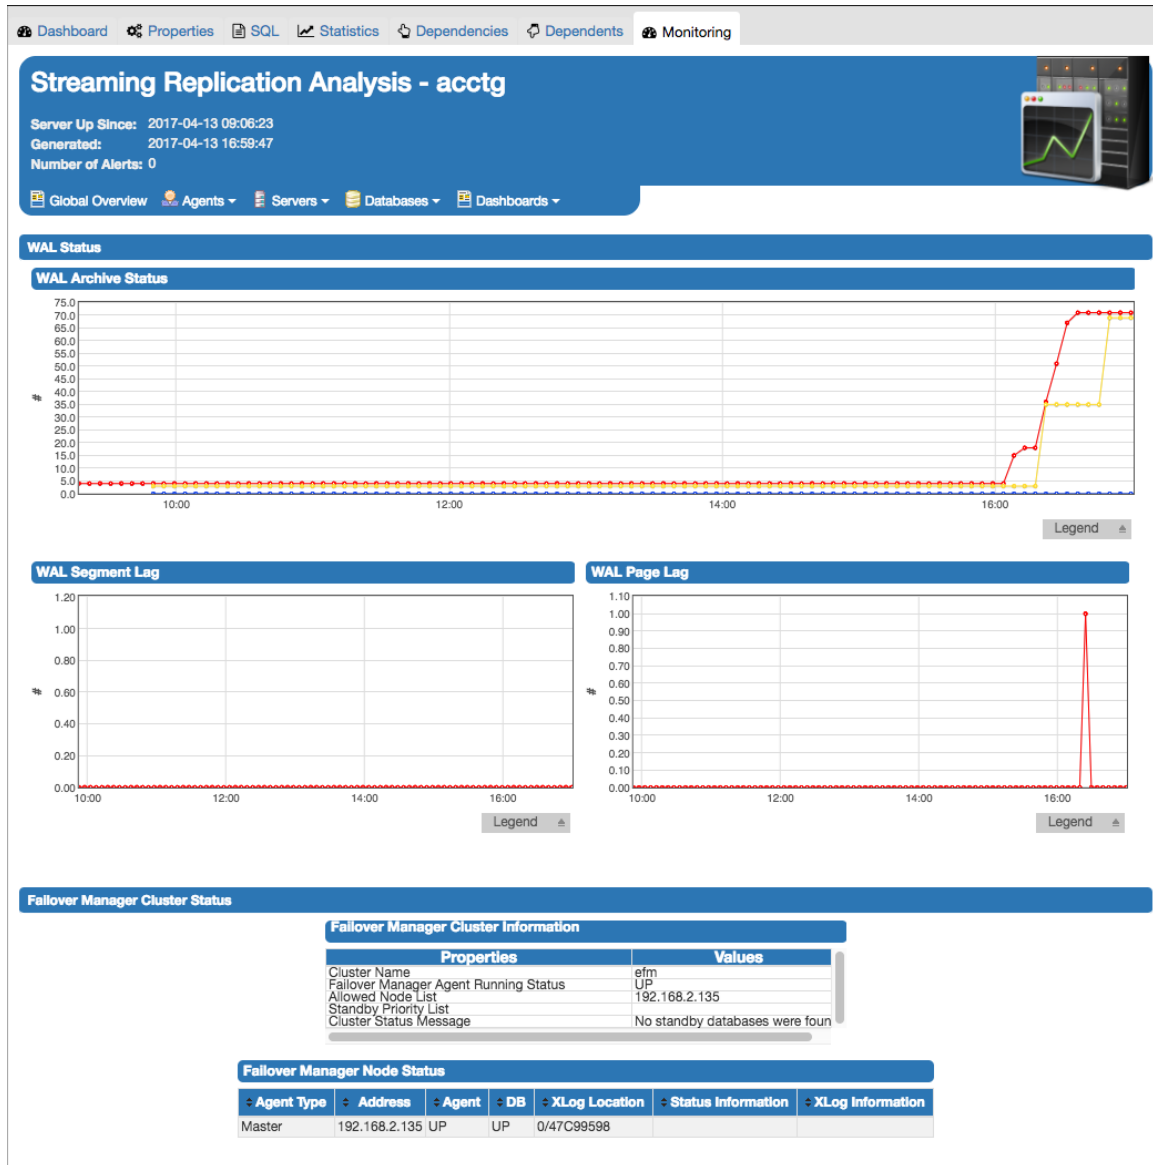 Dashboard Properties SQL Statistics Dependencies Dependents Monitoring
Streaming Replication Analysis - acctg
Server Up Since: 2017-04-13 09:06:23
Generated: 2017-04-13 16:59:47
Number of Alerts: 0
Global Overview Agents Servers Databases Dashboards
WAL Status
WAL Archive Status
75.0
70.0
65.0
60.0
55.0
50.0
45.0
40.0
35.0
30.0
25.0
20.0
15.0
10.0
5.0
0.0
#
10:00 12:00 14:00 16:00
Legend
WAL Segment Lag
1.20
1.00
0.80
0.60
0.40
0.20
0.00
#
10:00 12:00 14:00 16:00
Legend
WAL Page Lag
1.10
1.00
0.90
0.80
0.70
0.60
0.50
0.40
0.30
0.20
0.10
0.00
#
10:00 12:00 14:00 16:00
Legend
Failover Manager Cluster Status
Failover Manager Cluster Information
Properties Values
Cluster Name efm
Failover Manager Agent Running Status UP
Allowed Node List 192.168.2.135
Standby Priority List
Cluster Status Message No standby databases were foun
Failover Manager Node Status
Agent Type Address Agent DB XLog Location Status Information XLog Information
Master 192.168.2.135 UP UP 0/47C99598